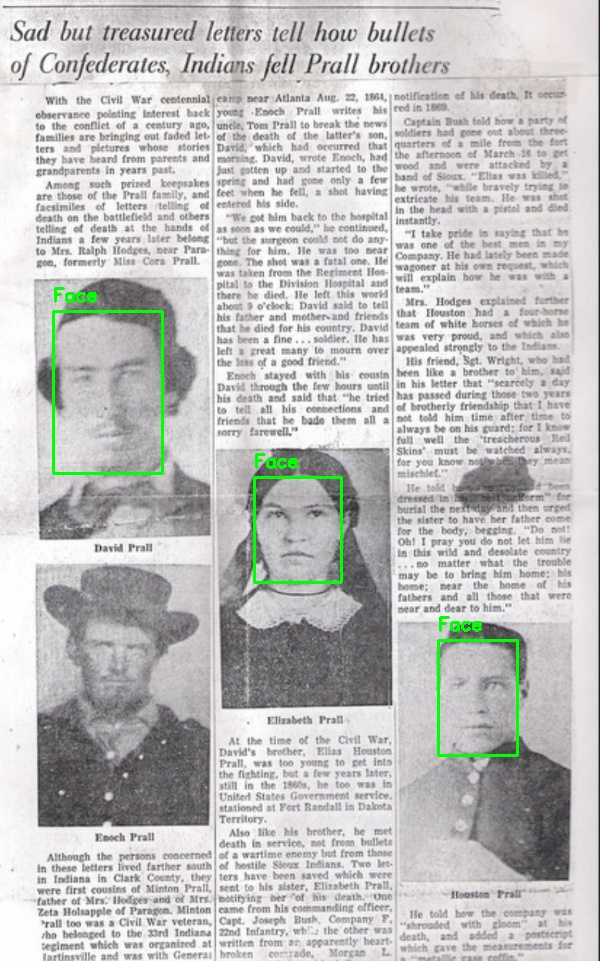 Sad but treasured letters tell how bullets
of Confederates, Indians fell Prall brothers
With the Civil War centennial
observance pointing interest back
to the conflict of a century ago,
families are bringing out faded let-
ters and pictures whose stories
they have heard from parents and
grandparents in years past.
Among such prized keepsakes
are those of the Prall family, and
facsimiles of letters telling of
death on the battlefield and others
telling of death at the hands of
Indians a few years later belong
to Mrs. Ralph Hodges, near Para-
gon, formerly Miss Cora Prall.
Face
David Prall
Enoch Prall
Although the persons concerned
in these letters lived farther south
in Indiana in Clark County, they
were first cousins of Minton Prall,
father of Mrs. Hodges and of Mrs.
Zeta Holsapple of Paragon. Minton
rall too was a Civil War veteran,
ho belonged to the 33rd Indiana
egiment which was organized at
artinsville and was with General
camp near Atlanta Aug. 22, 1864,
young Enoch Prall writes his
uncle, Tom Prall to break the news
of the death of the latter's son,
David, which had occurred that
morning. David, wrote Enoch, had
just gotten up and started to the
spring and had gone only a few
feet when he fell, a shot having
entered his side.
"We got him back to the hospital
as soon as we could," he continued,
"but the surgeon could not do any-
thing for him. He was too near
gone. The shot was a fatal one. He
was taken from the Regiment Hos-
pital to the Division Hospital and
there he died. He left this world
about 9 o'clock. David said to tell
his father and mother and friends
that he died for his country. David
has been a fine . . . soldier. He has
left a great many to mourn over
the loss of a good friend."
Enoch stayed with his cousin
David through the few hours until
his death and said that "he tried
to tell all his connections and
friends that he bade them all a
sorry farewell."
Face
Elizabeth Prall
At the time of the Civil War,
David's brother, Elias Houston
Prall, was too young to get into
the fighting, but a few years later,
still in the 1860s, he too was in
United States Government service,
stationed at Fort Randall in Dakota
Territory.
Also like his brother, he met
death in service, not from bullets
of a wartime enemy but from those
of hostile Sioux Indians. Two let-
ters have been saved which were
sent to his sister, Elizabeth Prall,
notifying her of his death. One
came from his commanding officer,
Capt. Joseph Bush, Company F,
22nd Infantry, the other was
written from an apparently heart-
broken comrade, Morgan L.
notification of his death. It occur-
red in 1869.
Captain Bush told how a party of
soldiers had gone out about three-
quarters of a mile from the fort
the afternoon of March 16 to get
wood and were attacked by a
band of Sioux. "Elias was killed,"
he wrote, "while bravely trying to
extricate his team. He was shot
in the head with a pistol and died
instantly.
"I take pride in saying that he
was one of the best men in my
Company. He had lately been made
wagoner at his own request, which
will explain how he was with a
team."
Mrs. Hodges explained further
that Houston had a four-horse
team of white horses of which he
was very proud, and which also
appealed strongly to the Indians.
His friend, Sgt. Wright, who had
been like a brother to him, said
in his letter that "scarcely a day
has passed during those two years
of brotherly friendship that I have
not told him time after time to
always be on his guard; for I know
full well the 'treacherous Red
Skins' must be watched always,
for you know not when they mean
mischief."
He told been
dressed in his best uniform" for
burial the next day and then urged
the sister to have her father come
for the body, begging, "Do not!
Oh! I pray you do not let him lie
in this wild and desolate country
. . . no matter what the trouble
may be to bring him home; his
home; near the home of his
fathers and all those that were
near and dear to him."
Face
Houston Prall
He told how the company was
"shrouded with gloom" at his
death, and added a postscript
which gave the measurements for
a "metallic case coffin."